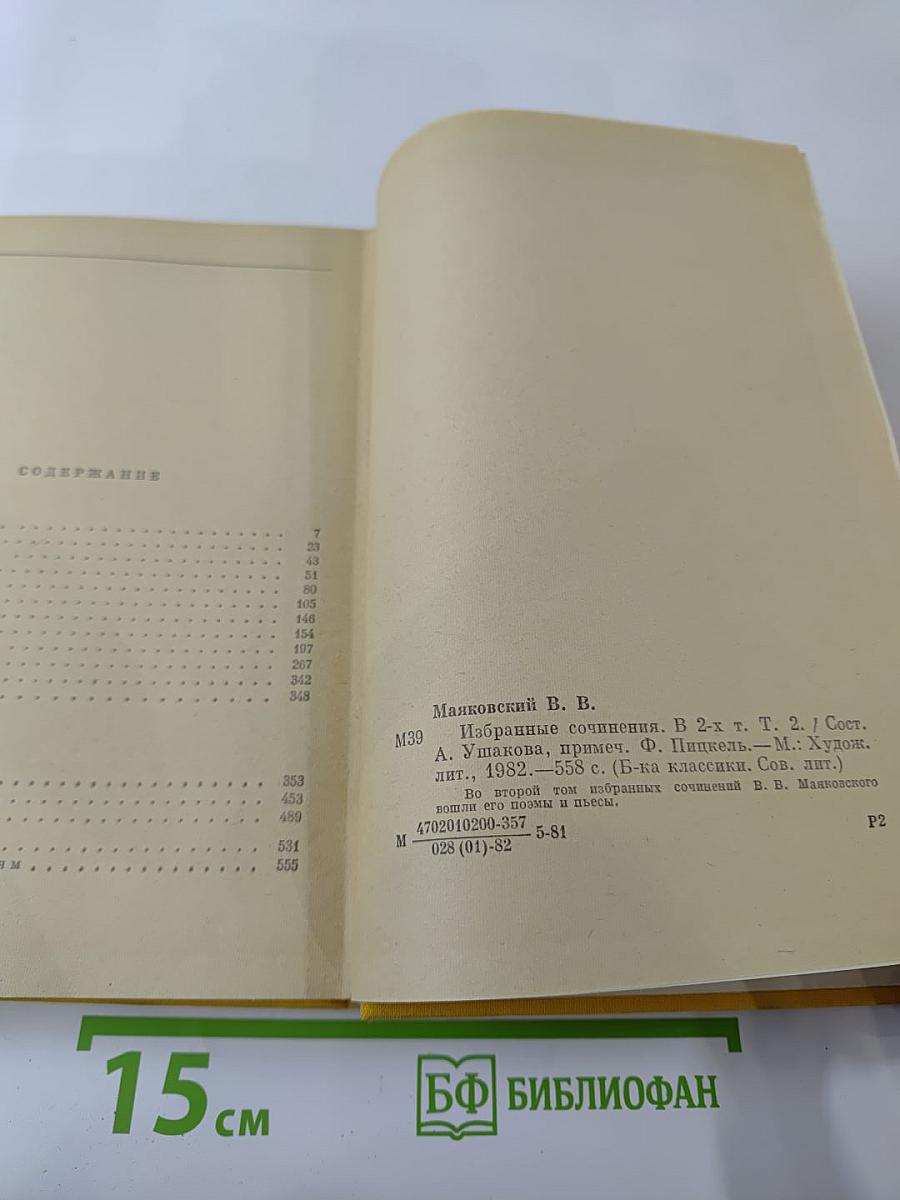 СОДЕРЖАНИЕ
. . . . . . . . . . . . . . . . . . . . 7
. . . . . . . . . . . . . . . . . . . . 23
. . . . . . . . . . . . . . . . . . . . 43
. . . . . . . . . . . . . . . . . . . . 51
. . . . . . . . . . . . . . . . . . . . 80
. . . . . . . . . . . . . . . . . . . . 105
. . . . . . . . . . . . . . . . . . . . 146
. . . . . . . . . . . . . . . . . . . . 154
. . . . . . . . . . . . . . . . . . . . 197
. . . . . . . . . . . . . . . . . . . . 267
. . . . . . . . . . . . . . . . . . . . 342
. . . . . . . . . . . . . . . . . . . . 348
. . . . . . . . . . . . . . . . . . . . 353
. . . . . . . . . . . . . . . . . . . . 453
. . . . . . . . . . . . . . . . . . . . 489
. . . . . . . . . . . . . . . . . . . . 531
ям . . . . . . . . . . . . . . . . . . 555
Маяковский В. В.
М39 Избранные сочинения. В 2-х т. Т. 2. / Сост.
А. Ушакова, примеч. Ф. Пицкель.— М.: Худож.
лит., 1982.—558 с. (Б-ка классики. Сов. лит.)
Во второй том избранных сочинений В. В. Маяковского
вошли его поэмы и пьесы.
М 4702010200-357 5-81
028 (01)-82
Р2
15 см
БФ БИБЛИОФАН